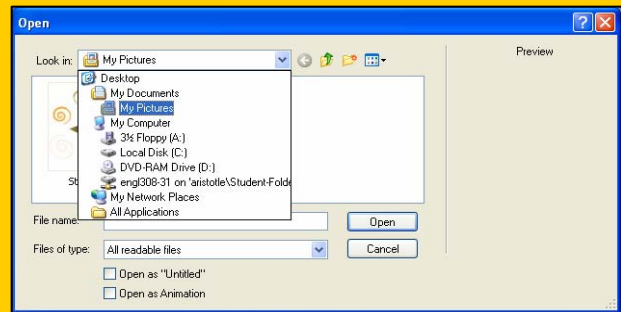 Open
Look in: My Pictures
Preview
Desktop
My Documents
My Pictures
My Computer
3½ Floppy (A:)
Local Disk (C:)
DVD-RAM Drive (D:)
engl308-31 on 'aristotle\Student-Folde
My Network Places
All Applications
St
File name:
Open
Files of type: All readable files
Cancel
Open as "Untitled"
Open as Animation